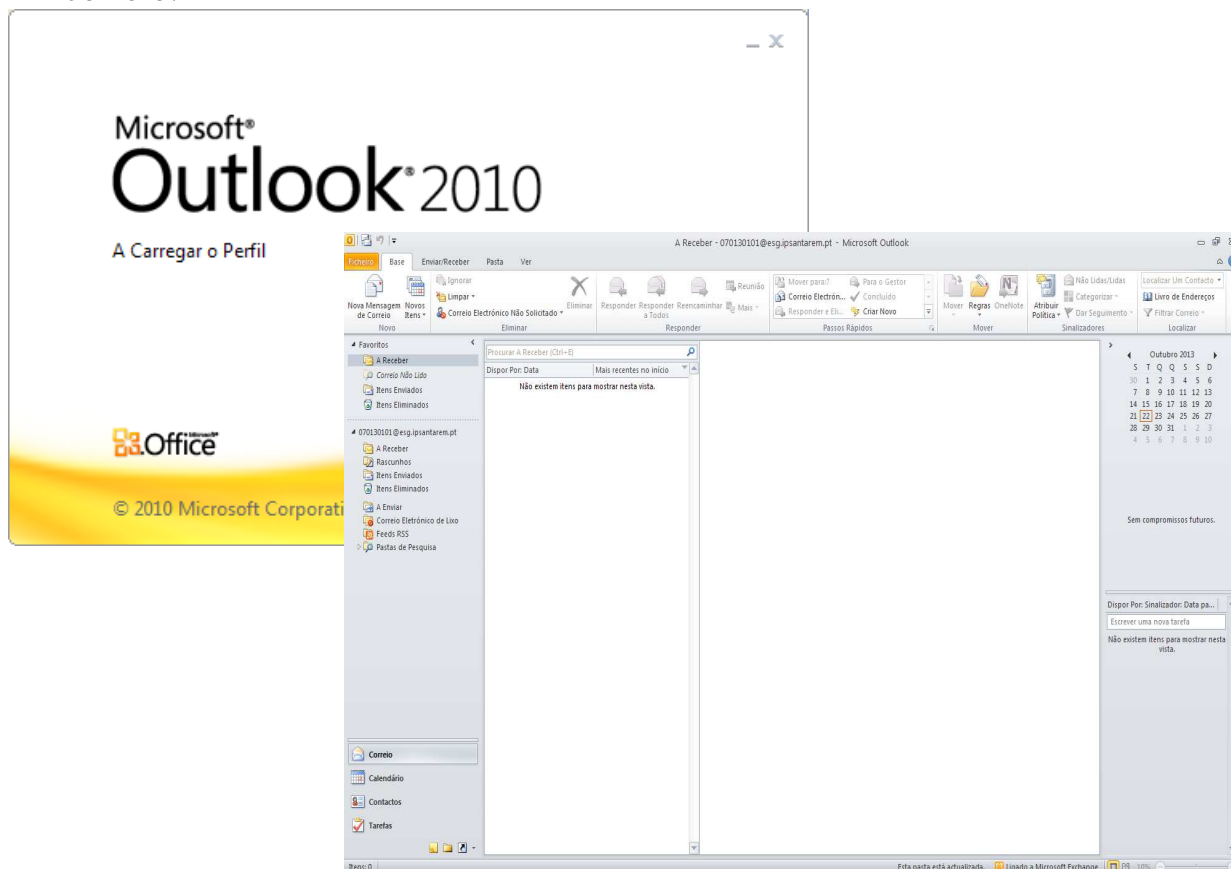 Microsoft®
Outlook® 2010
A Carregar o Perfil
Office
© 2010 Microsoft Corporati
A Receber - 070130101@esg.ipsantarem.pt - Microsoft Outlook
Ficheiro Base Enviar/Receber Pasta Ver
Nova Mensagem de Correio
Novos Itens
Novo
Ignorar
Limpar
Correio Electrónico Não Solicitado
Eliminar
Eliminar
Responder
Responder a Todos
Reencaminhar
Reunião
Mais
Responder
Mover para:?
Correio Electrón...
Responder e Eli...
Para o Gestor
Concluído
Criar Novo
Passos Rápidos
Mover
Regras
OneNote
Mover
Atribuir Política
Não Lidas/Lidas
Categorizar
Dar Seguimento
Sinalizadores
Localizar Um Contacto
Livro de Endereços
Filtrar Correio
Localizar
Favoritos
A Receber
Correio Não Lido
Itens Enviados
Itens Eliminados
070130101@esg.ipsantarem.pt
A Receber
Rascunhos
Itens Enviados
Itens Eliminados
A Enviar
Correio Eletrónico de Lixo
Feeds RSS
Pastas de Pesquisa
Correio
Calendário
Contactos
Tarefas
Procurar A Receber (Ctrl+E)
Dispor Por: Data Mais recentes no início
Não existem itens para mostrar nesta vista.
Outubro 2013
S T Q Q S S D
30 1 2 3 4 5 6
7 8 9 10 11 12 13
14 15 16 17 18 19 20
21 22 23 24 25 26 27
28 29 30 31 1 2 3
4 5 6 7 8 9 10
Sem compromissos futuros.
Dispor Por: Sinalizador: Data pa...
Escrever uma nova tarefa
Não existem itens para mostrar nesta
vista.
Itens: 0
Esta pasta está actualizada. Ligado a Microsoft Exchange 10%